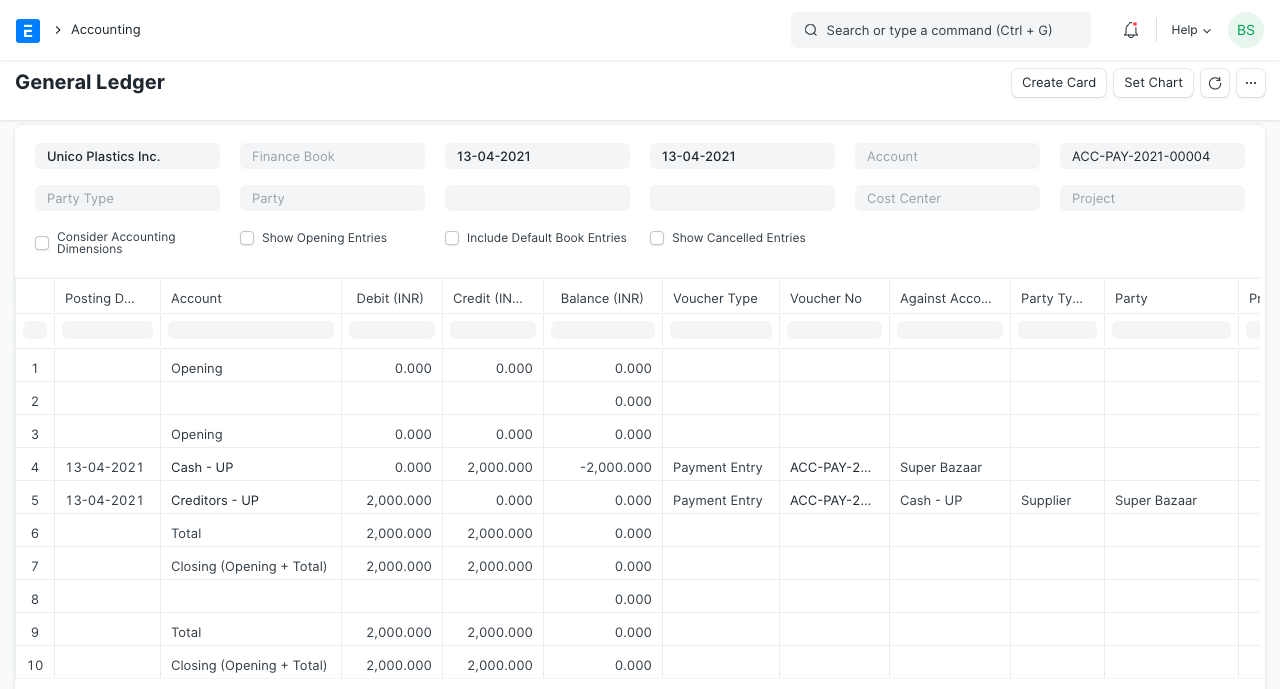 E > Accounting Search or type a command (Ctrl + G) Help BS
General Ledger Create Card Set Chart ...
Unico Plastics Inc. Finance Book 13-04-2021 13-04-2021 Account ACC-PAY-2021-00004
Party Type Party Cost Center Project
Consider Accounting Dimensions Show Opening Entries Include Default Book Entries Show Cancelled Entries
Posting D... Account Debit (INR) Credit (IN... Balance (INR) Voucher Type Voucher No Against Acco... Party Ty... Party
1 Opening 0.000 0.000 0.000
2 0.000
3 Opening 0.000 0.000 0.000
4 13-04-2021 Cash - UP 0.000 2,000.000 -2,000.000 Payment Entry ACC-PAY-2... Super Bazaar
5 13-04-2021 Creditors - UP 2,000.000 0.000 0.000 Payment Entry ACC-PAY-2... Cash - UP Supplier Super Bazaar
6 Total 2,000.000 2,000.000 0.000
7 Closing (Opening + Total) 2,000.000 2,000.000 0.000
8 0.000
9 Total 2,000.000 2,000.000 0.000
10 Closing (Opening + Total) 2,000.000 2,000.000 0.000